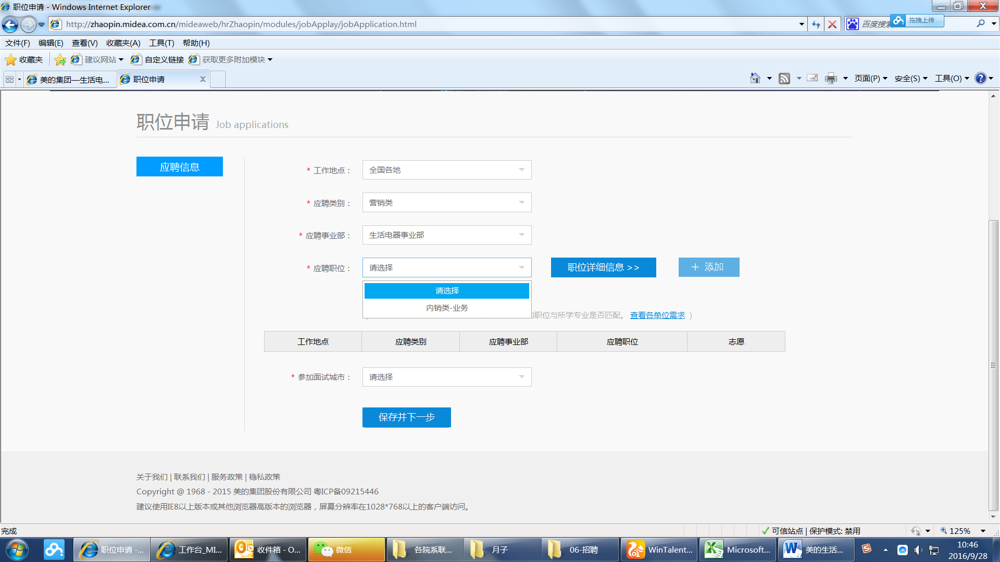 职位申请 - Windows Internet Explorer
http://zhaopin.midea.com.cn/mideaweb/hrZhaopin/modules/jobApplay/jobApplication.html
百度搜索
拖拽上传
文件(F) 编辑(E) 查看(V) 收藏夹(A) 工具(T) 帮助(H)
收藏夹 建议网站 自定义链接 获取更多附加模块
美的集团—生活电... 职位申请 页面(P) 安全(S) 工具(O)
职位申请 Job applications
应聘信息
* 工作地点： 全国各地
* 应聘类别： 营销类
* 应聘事业部： 生活电器事业部
* 应聘职位： 请选择 职位详细信息 >> + 添加
请选择
内销类-业务
职位与所学专业是否匹配。 查看各单位需求 ）
工作地点 应聘类别 应聘事业部 应聘职位 志愿
* 参加面试城市： 请选择
保存并下一步
关于我们 | 联系我们 | 服务政策 | 隐私政策
Copyright @ 1968 - 2015 美的集团股份有限公司 粤ICP备09215446
建议使用IE8以上版本或其他浏览器高版本的浏览器，屏幕分辨率在1028*768以上的客户端访问。
完成 可信站点 | 保护模式: 禁用 125%
职位申请 -... 工作台_MI... 收件箱 - O... 微信 各院系联... 月子 06-招聘 WinTalent... Microsoft... 美的生活... 10:46
2016/9/28